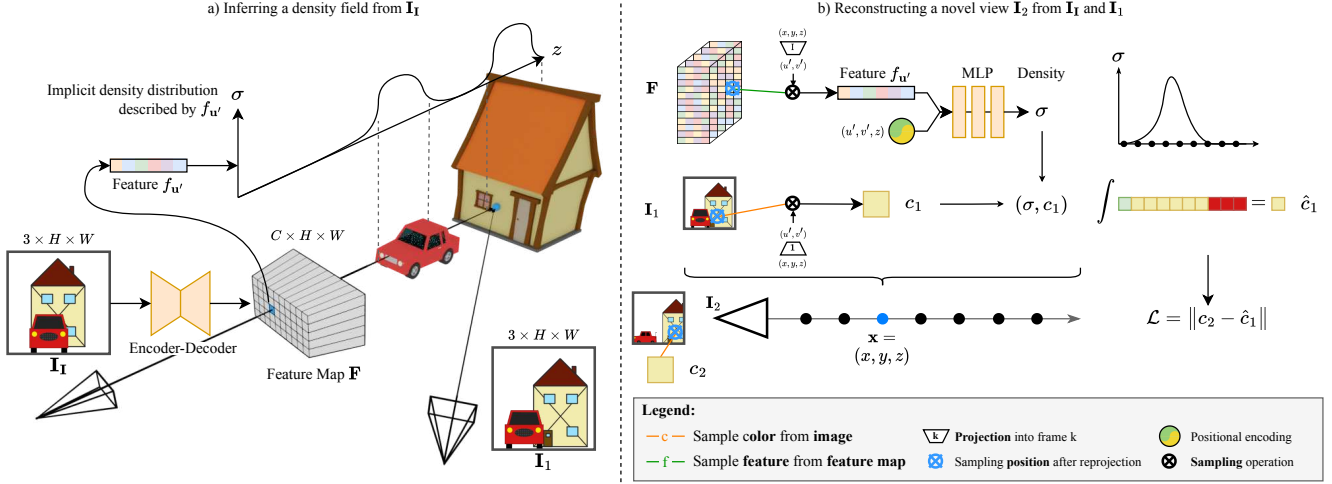 a) Inferring a density field from I_I
z
Implicit density distribution
described by f_u′
σ
Feature f_u′
3 × H × W
C × H × W
Encoder-Decoder
I_I
Feature Map F
3 × H × W
I_1
b) Reconstructing a novel view I_2 from I_I and I_1
F
(x, y, z)
I
(u′, v′)
Feature f_u′
MLP
Density
(u′, v′, z)
σ
σ
I_1
(u′, v′)
1
(x, y, z)
c_1
(σ, c_1)
∫ = ĉ_1
I_2
x =
(x, y, z)
c_2
ℒ = ‖c_2 − ĉ_1‖
Legend:
c Sample color from image
k Projection into frame k
Positional encoding
f Sample feature from feature map
Sampling position after reprojection
Sampling operation